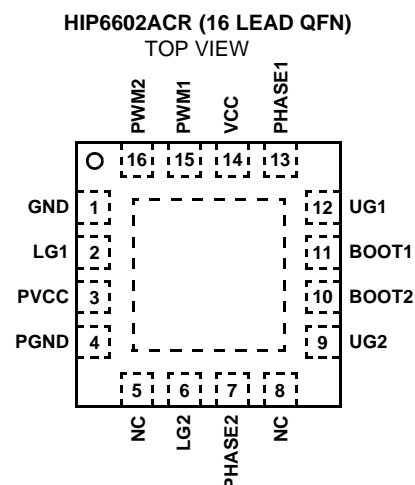 HIP6602ACR (16 LEAD QFN)
TOP VIEW
PWM2 PWM1 VCC PHASE1
16 15 14 13
GND 1 12 UG1
LG1 2 11 BOOT1
PVCC 3 10 BOOT2
PGND 4 9 UG2
5 6 7 8
NC LG2 PHASE2 NC